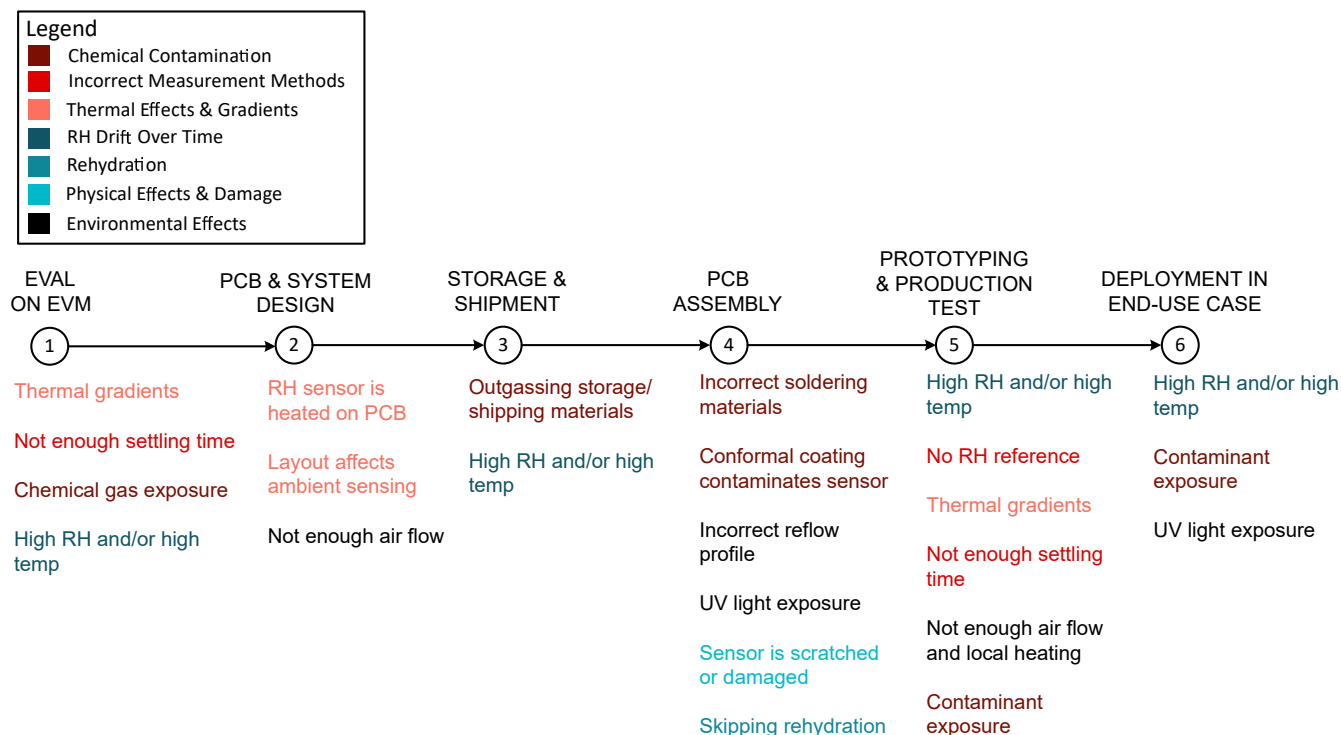 Legend
Chemical Contamination
Incorrect Measurement Methods
Thermal Effects & Gradients
RH Drift Over Time
Rehydration
Physical Effects & Damage
Environmental Effects
EVAL
ON EVM
1
Thermal gradients
Not enough settling time
Chemical gas exposure
High RH and/or high
temp
PCB & SYSTEM
DESIGN
2
RH sensor is
heated on PCB
Layout affects
ambient sensing
Not enough air flow
STORAGE &
SHIPMENT
3
Outgassing storage/
shipping materials
High RH and/or high
temp
PCB
ASSEMBLY
4
Incorrect soldering
materials
Conformal coating
contaminates sensor
Incorrect reflow
profile
UV light exposure
Sensor is scratched
or damaged
Skipping rehydration
PROTOTYPING
& PRODUCTION
TEST
5
High RH and/or high
temp
No RH reference
Thermal gradients
Not enough settling
time
Not enough air flow
and local heating
Contaminant
exposure
DEPLOYMENT IN
END-USE CASE
6
High RH and/or high
temp
Contaminant
exposure
UV light exposure